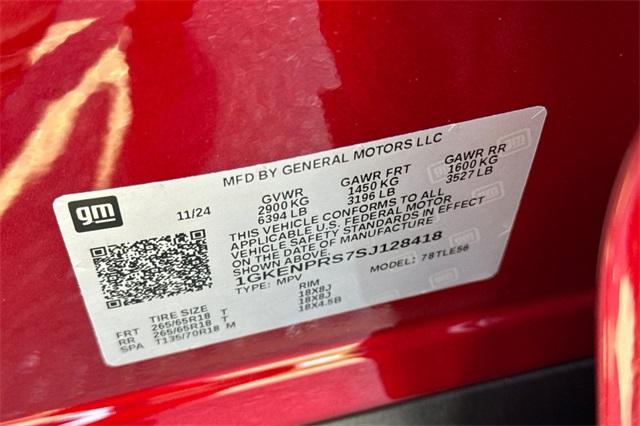 gm
MFD BY GENERAL MOTORS LLC
11/24
GVWR GAWR FRT GAWR RR
2900 KG 1450 KG 1600 KG
6394 LB 3196 LB 3527 LB
THIS VEHICLE CONFORMS TO ALL
APPLICABLE U.S. FEDERAL MOTOR
VEHICLE SAFETY STANDARDS IN EFFECT
ON THE DATE OF MANUFACTURE
1GKENPRS7SJ128418
TYPE: MPV MODEL: 78TLE56
TIRE SIZE RIM
FRT 265/65R18 T 18X8J
RR 265/65R18 T 18X8J
SPA T135/70R18 M 18X4.5B